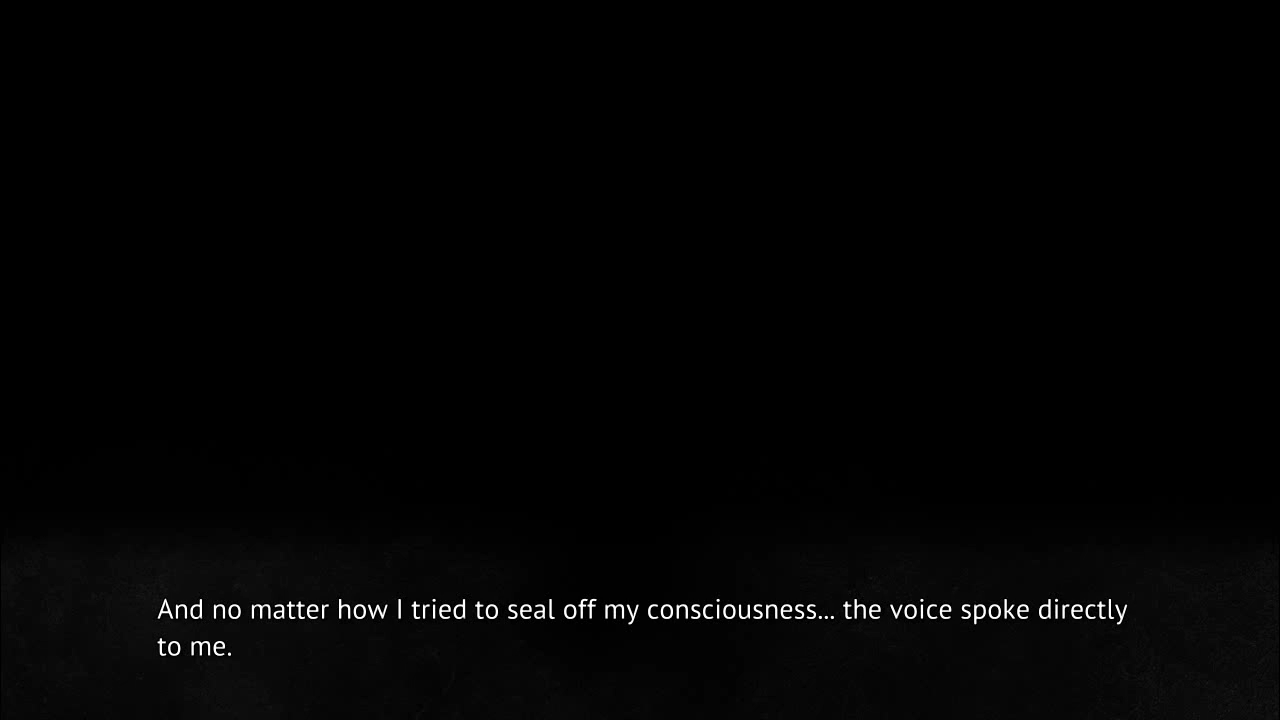 And no matter how I tried to seal off my consciousness... the voice spoke directly
to me.